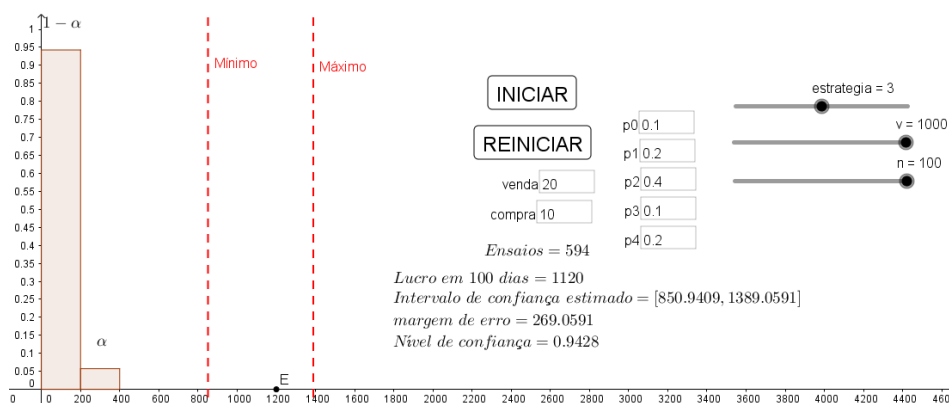 1 − α
1
0.95
0.9
0.85
0.8
0.75
0.7
0.65
0.6
0.55
0.5
0.45
0.4
0.35
0.3
0.25
0.2
0.15
0.1
0.05
0
α
Mínimo
Máximo
E
0 200 400 600 800 1000 1200 1400 1600 1800 2000 2200 2400 2600 2800 3000 3200 3400 3600 3800 4000 4200 4400 460
INICIAR
REINICIAR
venda 20
compra 10
p0 0.1
p1 0.2
p2 0.4
p3 0.1
p4 0.2
estrategia = 3
v = 1000
n = 100
Ensaios = 594
Lucro em 100 dias = 1120
Intervalo de confiança estimado = [850.9409, 1389.0591]
margem de erro = 269.0591
Nível de confiança = 0.9428